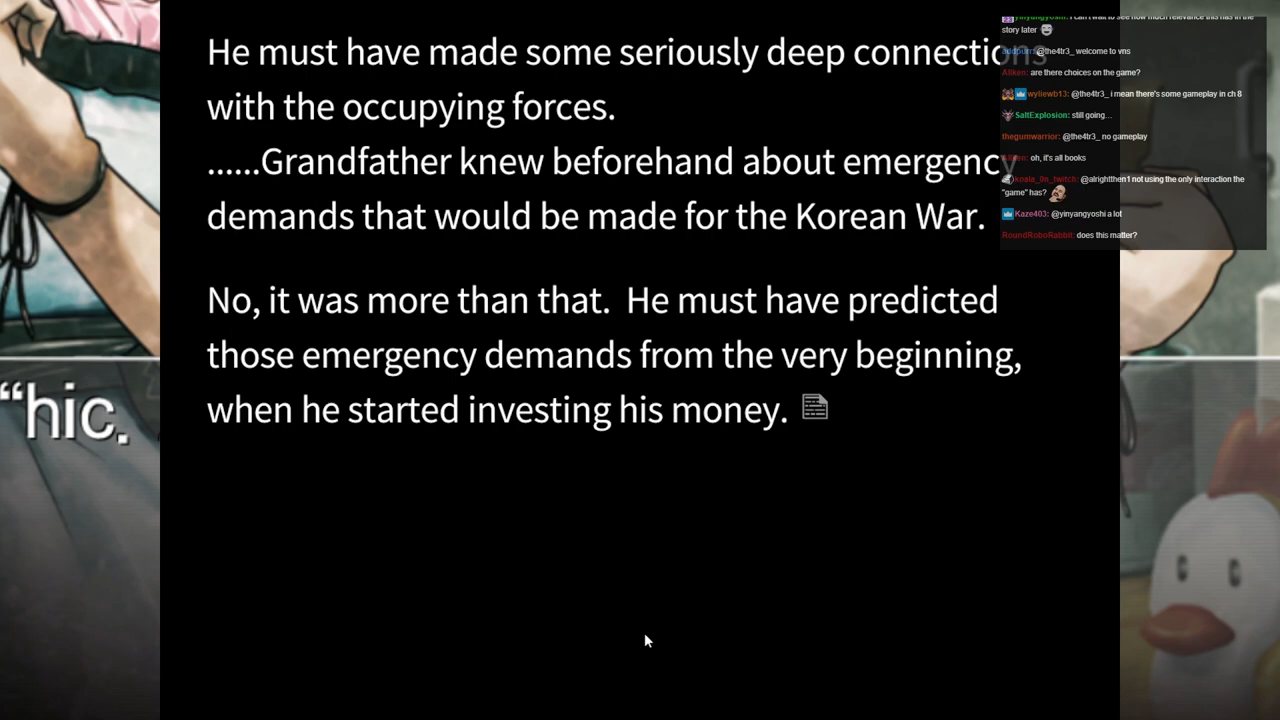 He must have made some seriously deep connections
with the occupying forces.
......Grandfather knew beforehand about emergency
demands that would be made for the Korean War.
No, it was more than that.  He must have predicted
those emergency demands from the very beginning,
when he started investing his money.
“hic.
yinyangyoshi: i can't wait to see how much relevance this has in the
story later
@the4tr3_ welcome to vns
Allken: are there choices on the game?
wyliewb13: @the4tr3_ i mean there's some gameplay in ch 8
SaltExplosion: still going...
thegumwarrior: @the4tr3_ no gameplay
Allken: oh, it's all books
koala_0n_twitch: @alrightthen1 not using the only interaction the
"game" has?
Kaze403: @yinyangyoshi a lot
RoundRoboRabbit: does this matter?